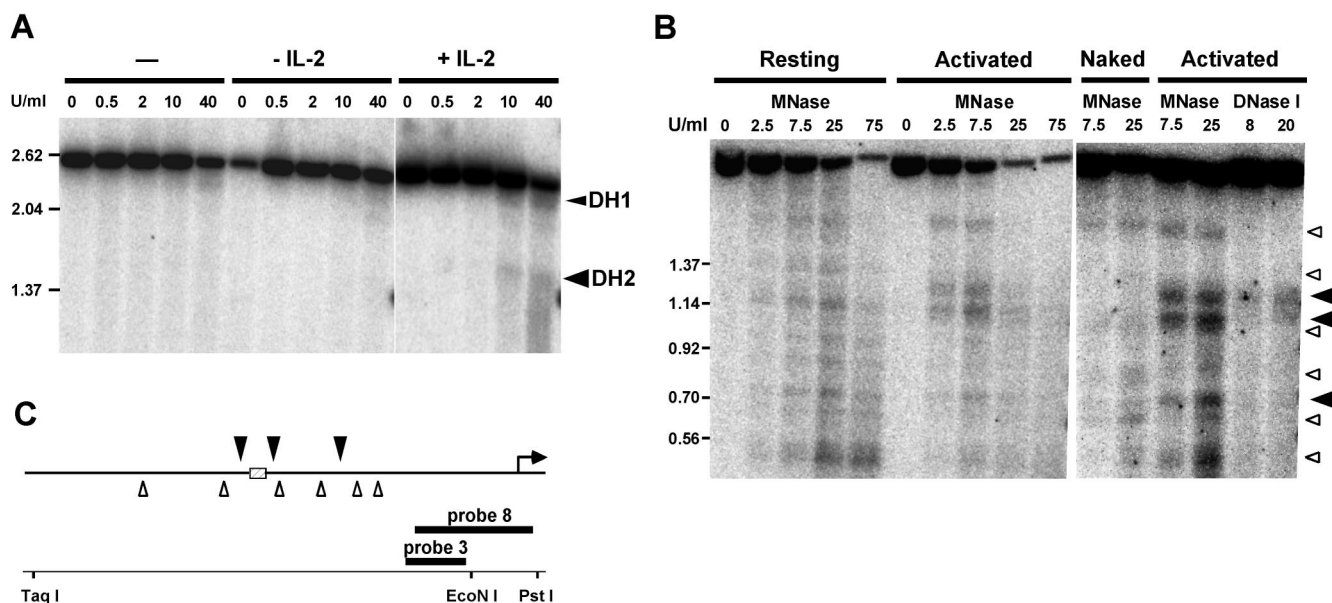 A
— - IL-2 + IL-2
U/ml 0 0.5 2 10 40 0 0.5 2 10 40 0 0.5 2 10 40
2.62
2.04
1.37
DH1
DH2
B
Resting Activated Naked Activated
MNase MNase MNase MNase DNase I
U/ml 0 2.5 7.5 25 75 0 2.5 7.5 25 75 7.5 25 7.5 25 8 20
1.37
1.14
0.92
0.70
0.56
C
probe 8
probe 3
Taq I EcoN I Pst I